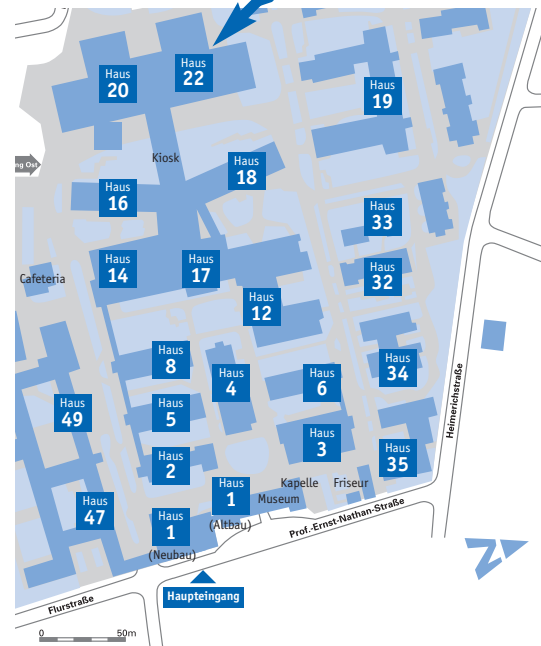 Haus
20
Haus
22
Haus
19
Kiosk
ng Ost
Haus
18
Haus
16
Haus
33
Haus
14
Haus
17
Haus
32
Cafeteria
Haus
12
Haus
8
Haus
4
Haus
6
Haus
34
Haus
49
Haus
5
Haus
3
Haus
2
Haus
35
Heimerichstraße
Haus
47
Haus
1
(Altbau)
Museum
Kapelle
Friseur
Haus
1
(Neubau)
Prof.-Ernst-Nathan-Straße
Haupteingang
Flurstraße
0
50m
N